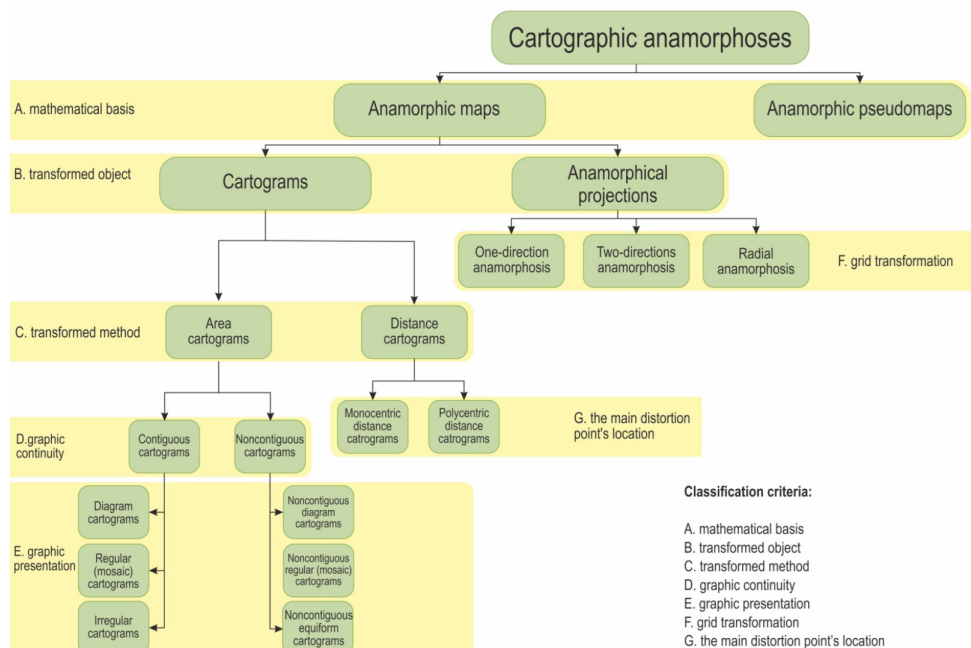 Cartographic anamorphoses
A. mathematical basis
Anamorphic maps
Anamorphic pseudomaps
B. transformed object
Cartograms
Anamorphical
projections
One-direction
anamorphosis
Two-directions
anamorphosis
Radial
anamorphosis
F. grid transformation
C. transformed method
Area
cartograms
Distance
cartograms
Monocentric
distance
catrograms
Polycentric
distance
catrograms
G. the main distortion
point's location
D.graphic
continuity
Contiguous
cartograms
Noncontiguous
cartograms
E. graphic
presentation
Diagram
cartograms
Regular
(mosaic)
cartograms
Irregular
cartograms
Noncontiguous
diagram
cartograms
Noncontiguous
regular (mosaic)
cartograms
Noncontiguous
equiform
cartograms
Classification criteria:
A. mathematical basis
B. transformed object
C. transformed method
D. graphic continuity
E. graphic presentation
F. grid transformation
G. the main distortion point's location